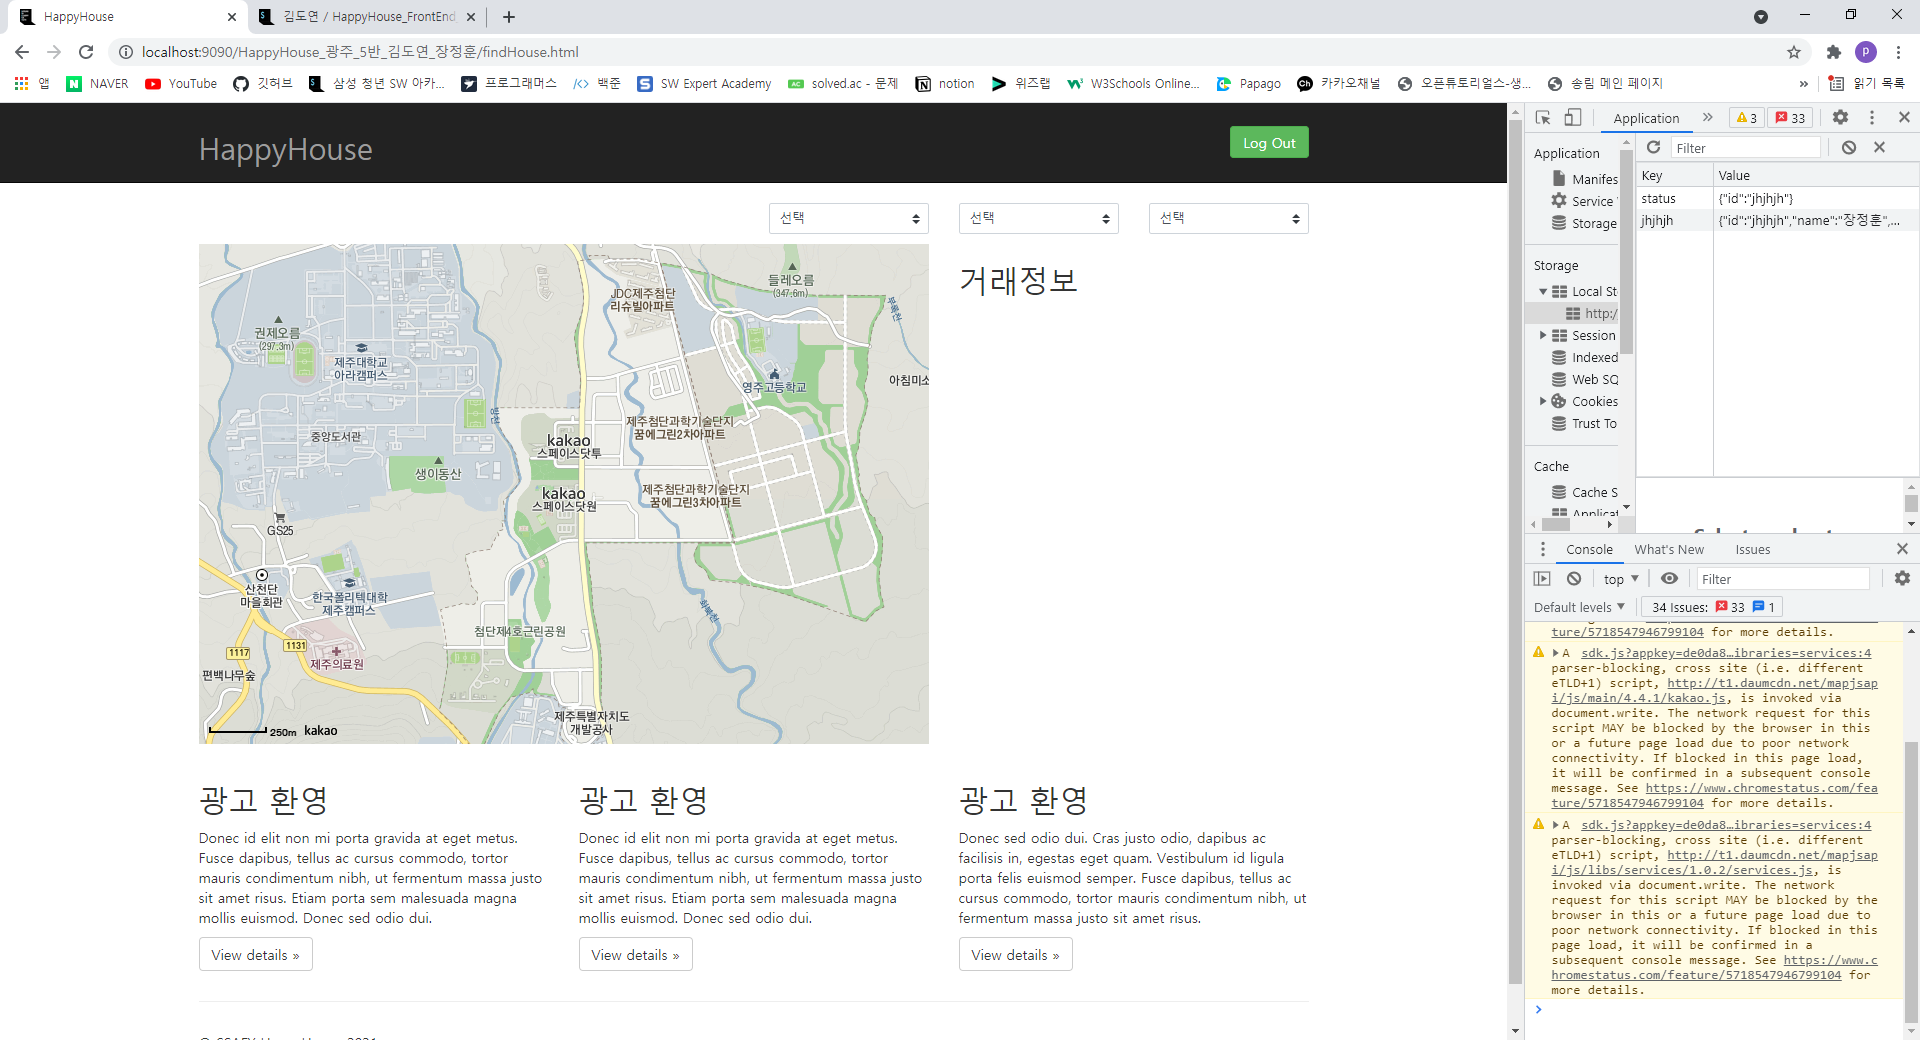 HappyHouse
김도연 / HappyHouse_FrontEnd
localhost:9090/HappyHouse_광주_5반_김도연_장정훈/findHouse.html
P
앱 NAVER YouTube 깃허브 삼성 청년 SW 아카... 프로그래머스 백준 SW Expert Academy solved.ac - 문제 notion 위즈랩 W3Schools Online... Papago 카카오채널 오픈튜토리얼스-생... 송림 메인 페이지 » 읽기 목록
HappyHouse
Log Out
선택 선택 선택
거래정보
들레오름
(347.6m)
JDC제주첨단
리슈빌아파트
권제오름
(297.3m)
제주대학교
아라캠퍼스
영주고등학교
아침미소
제주첨단과학기술단지
꿈에그린2차아파트
중앙도서관
kakao
스페이스닷투
생이동산
제주첨단과학기술단지
꿈에그린3차아파트
kakao
스페이스닷원
GS25
산천단
마을회관
한국폴리텍대학
제주캠퍼스
첨단제4호근린공원
1131
1117
제주의료원
편백나무숲
제주특별자치도
개발공사
250m kakao
광고 환영
Donec id elit non mi porta gravida at eget metus.
Fusce dapibus, tellus ac cursus commodo, tortor
mauris condimentum nibh, ut fermentum massa justo
sit amet risus. Etiam porta sem malesuada magna
mollis euismod. Donec sed odio dui.
View details »
광고 환영
Donec id elit non mi porta gravida at eget metus.
Fusce dapibus, tellus ac cursus commodo, tortor
mauris condimentum nibh, ut fermentum massa justo
sit amet risus. Etiam porta sem malesuada magna
mollis euismod. Donec sed odio dui.
View details »
광고 환영
Donec sed odio dui. Cras justo odio, dapibus ac
facilisis in, egestas eget quam. Vestibulum id ligula
porta felis euismod semper. Fusce dapibus, tellus ac
cursus commodo, tortor mauris condimentum nibh, ut
fermentum massa justo sit amet risus.
View details »
Application » 3 33
Application
Manifes
Service
Storage
Storage
Local St
http:/
Session
Indexed
Web SQ
Cookies
Trust To
Cache
Cache S
Applicat
Filter
Key Value
status {"id":"jhjhjh"}
jhjhjh {"id":"jhjhjh","name":"장정훈",...
Console What's New Issues
top Filter
Default levels 34 Issues: 33 1
ture/5718547946799104 for more details.
A sdk.js?appkey=de0da8…ibraries=services:4
parser-blocking, cross site (i.e. different
eTLD+1) script, http://t1.daumcdn.net/mapjsap
i/js/main/4.4.1/kakao.js, is invoked via
document.write. The network request for this
script MAY be blocked by the browser in this
or a future page load due to poor network
connectivity. If blocked in this page load,
it will be confirmed in a subsequent console
message. See https://www.chromestatus.com/fea
ture/5718547946799104 for more details.
A sdk.js?appkey=de0da8…ibraries=services:4
parser-blocking, cross site (i.e. different
eTLD+1) script, http://t1.daumcdn.net/mapjsap
i/js/libs/services/1.0.2/services.js, is
invoked via document.write. The network
request for this script MAY be blocked by the
browser in this or a future page load due to
poor network connectivity. If blocked in this
page load, it will be confirmed in a
subsequent console message. See https://www.c
hromestatus.com/feature/5718547946799104 for
more details.